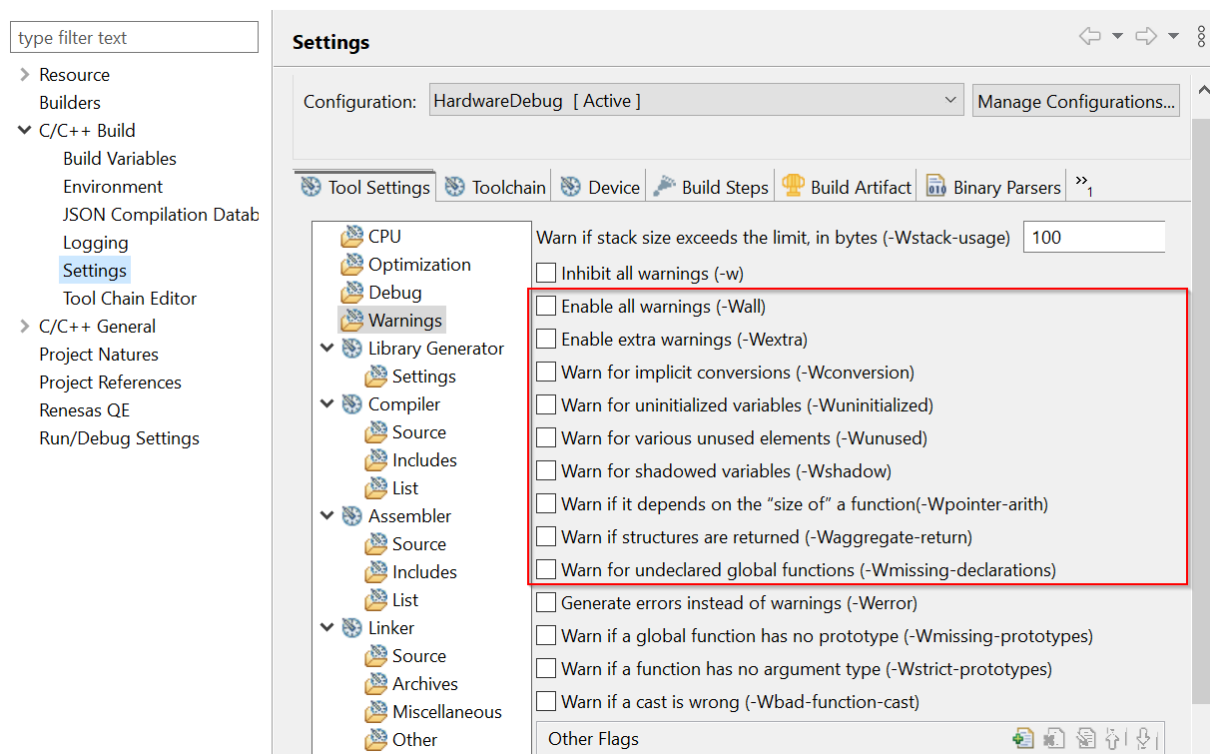 type filter text
Resource
Builders
C/C++ Build
Build Variables
Environment
JSON Compilation Datab
Logging
Settings
Tool Chain Editor
C/C++ General
Project Natures
Project References
Renesas QE
Run/Debug Settings
Settings
Configuration: HardwareDebug [ Active ] Manage Configurations...
Tool Settings Toolchain Device Build Steps Build Artifact Binary Parsers »1
CPU
Optimization
Debug
Warnings
Library Generator
Settings
Compiler
Source
Includes
List
Assembler
Source
Includes
List
Linker
Source
Archives
Miscellaneous
Other
Warn if stack size exceeds the limit, in bytes (-Wstack-usage) 100
Inhibit all warnings (-w)
Enable all warnings (-Wall)
Enable extra warnings (-Wextra)
Warn for implicit conversions (-Wconversion)
Warn for uninitialized variables (-Wuninitialized)
Warn for various unused elements (-Wunused)
Warn for shadowed variables (-Wshadow)
Warn if it depends on the “size of” a function(-Wpointer-arith)
Warn if structures are returned (-Waggregate-return)
Warn for undeclared global functions (-Wmissing-declarations)
Generate errors instead of warnings (-Werror)
Warn if a global function has no prototype (-Wmissing-prototypes)
Warn if a function has no argument type (-Wstrict-prototypes)
Warn if a cast is wrong (-Wbad-function-cast)
Other Flags